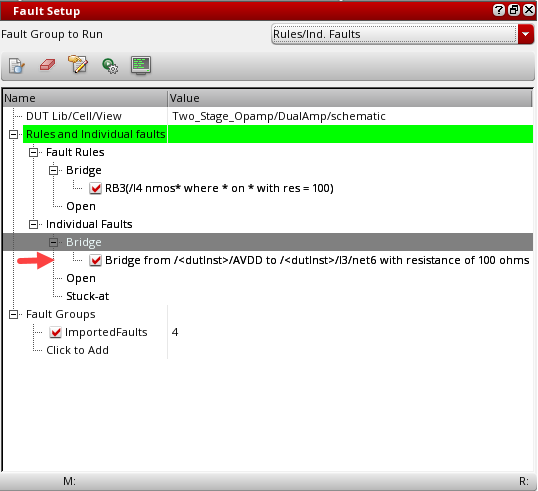 Fault Setup
Fault Group to Run
Rules/Ind. Faults
Name Value
DUT Lib/Cell/View Two_Stage_Opamp/DualAmp/schematic
Rules and Individual faults
Fault Rules
Bridge
RB3(/I4 nmos* where * on * with res = 100)
Open
Individual Faults
Bridge
Bridge from /<dutInst>/AVDD to /<dutInst>/I3/net6 with resistance of 100 ohms
Open
Stuck-at
Fault Groups
ImportedFaults 4
Click to Add
M: R: